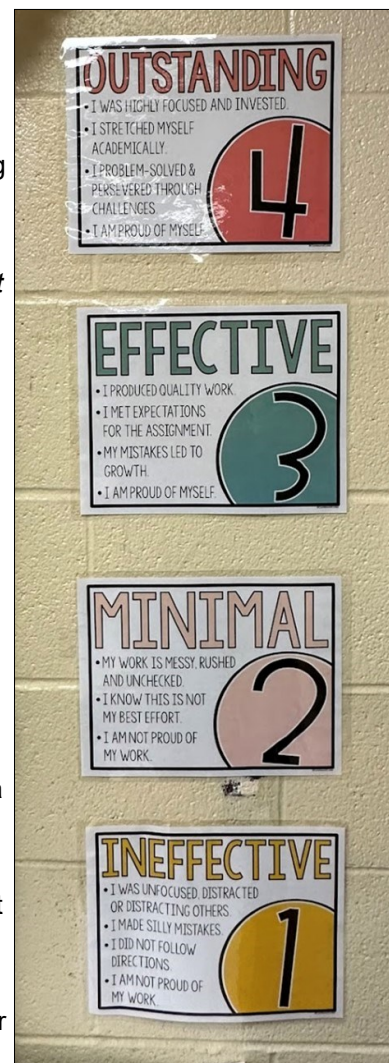 OUTSTANDING
• I WAS HIGHLY FOCUSED AND INVESTED.
• I STRETCHED MYSELF
ACADEMICALLY.
• I PROBLEM-SOLVED &
PERSEVERED THROUGH
CHALLENGES
• I AM PROUD OF MYSELF
4
EFFECTIVE
• I PRODUCED QUALITY WORK.
• I MET EXPECTATIONS
FOR THE ASSIGNMENT.
• MY MISTAKES LED TO
GROWTH.
• I AM PROUD OF MYSELF.
3
MINIMAL
• MY WORK IS MESSY, RUSHED
AND UNCHECKED.
• I KNOW THIS IS NOT
MY BEST EFFORT.
• I AM NOT PROUD OF
MY WORK.
2
INEFFECTIVE
• I WAS UNFOCUSED, DISTRACTED
OR DISTRACTING OTHERS.
• I MADE SILLY MISTAKES.
• I DID NOT FOLLOW
DIRECTIONS.
• I AM NOT PROUD OF
MY WORK.
1